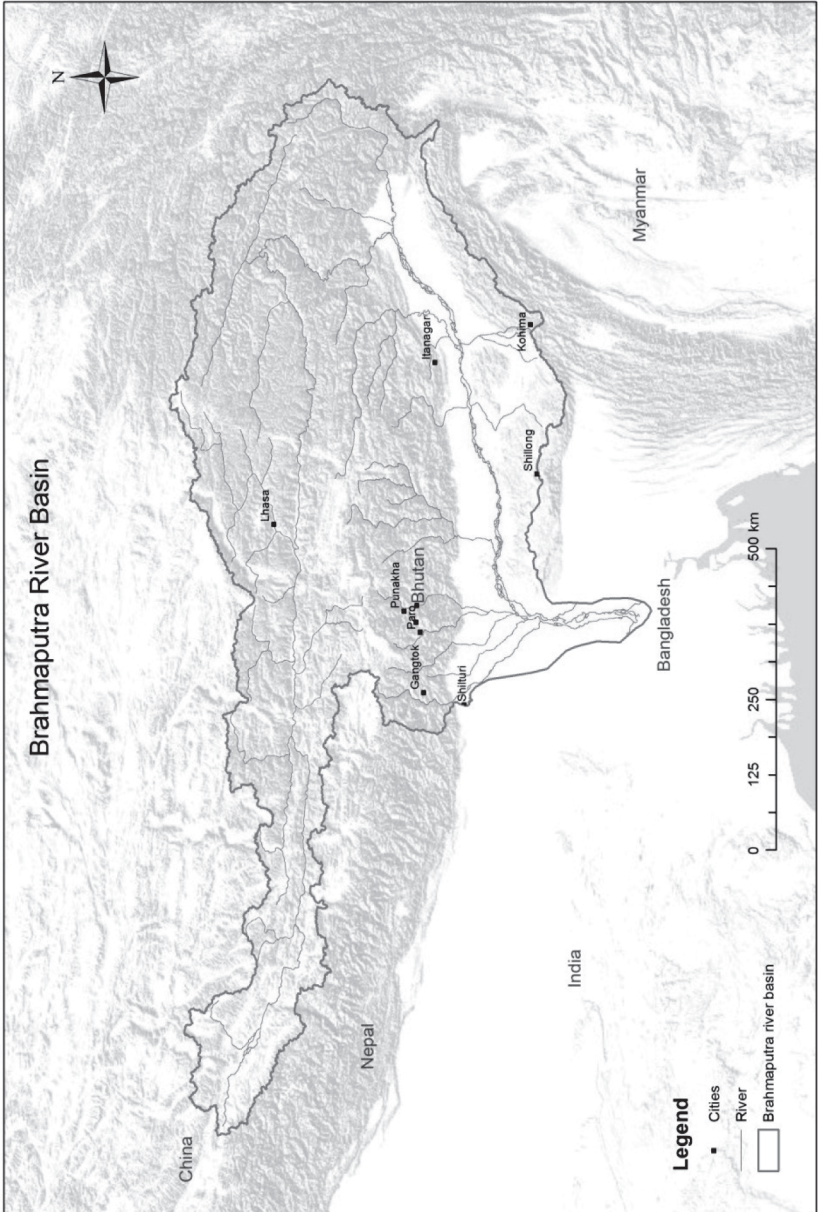 Brahmaputra River Basin
N
China
Lhasa
Nepal
Punakha
Paro
Bhutan
Gangtok
Shilturi
Itanagar
Kohima
Shillong
Myanmar
India
Bangladesh
0 125 250 500 km
Legend
Cities
River
Brahmaputra river basin